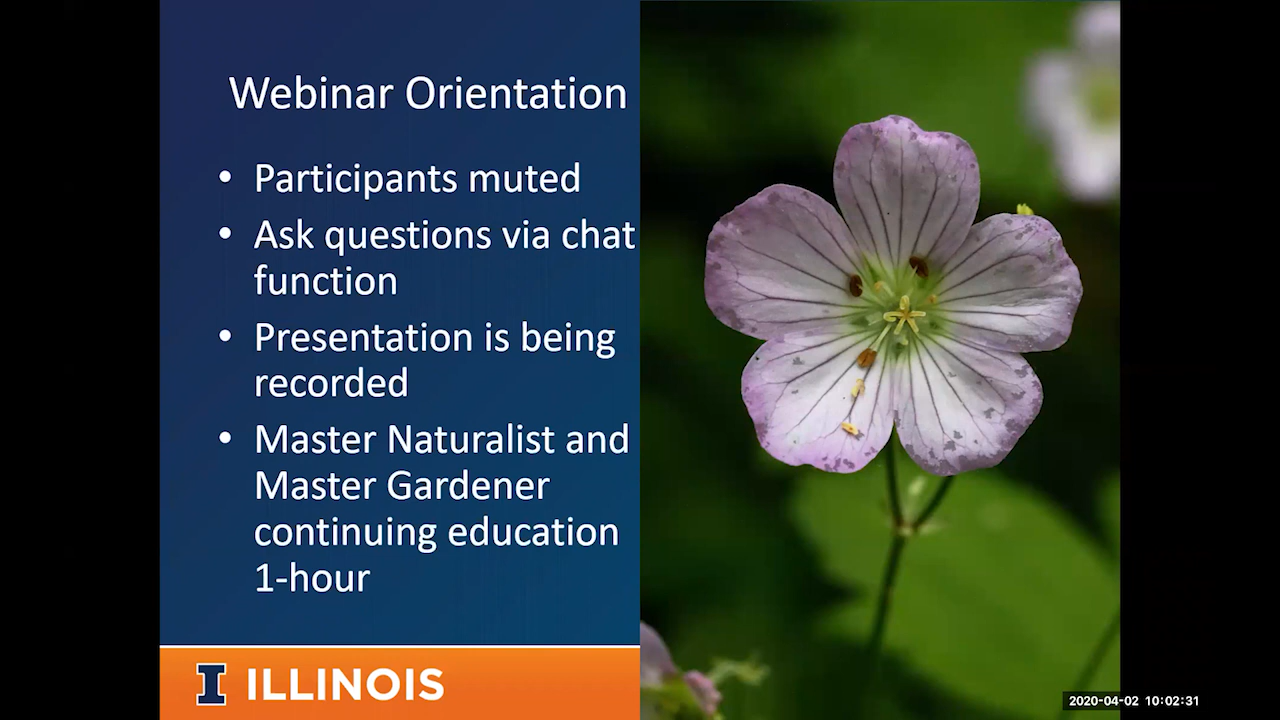 Webinar Orientation
• Participants muted
• Ask questions via chat
function
• Presentation is being
recorded
• Master Naturalist and
Master Gardener
continuing education
1-hour
I ILLINOIS
2020-04-02 10:02:31